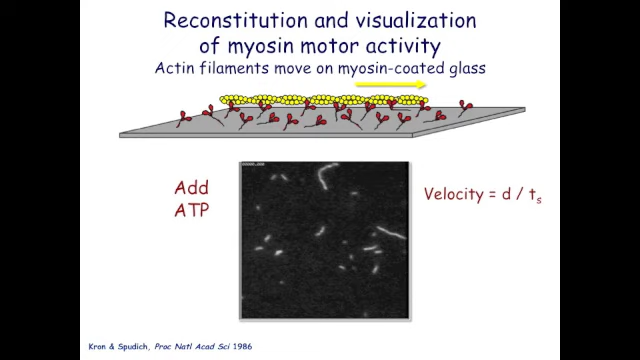 Reconstitution and visualization
of myosin motor activity
Actin filaments move on myosin-coated glass
Add
ATP
Velocity = d / ts
Kron & Spudich, Proc Natl Acad Sci 1986